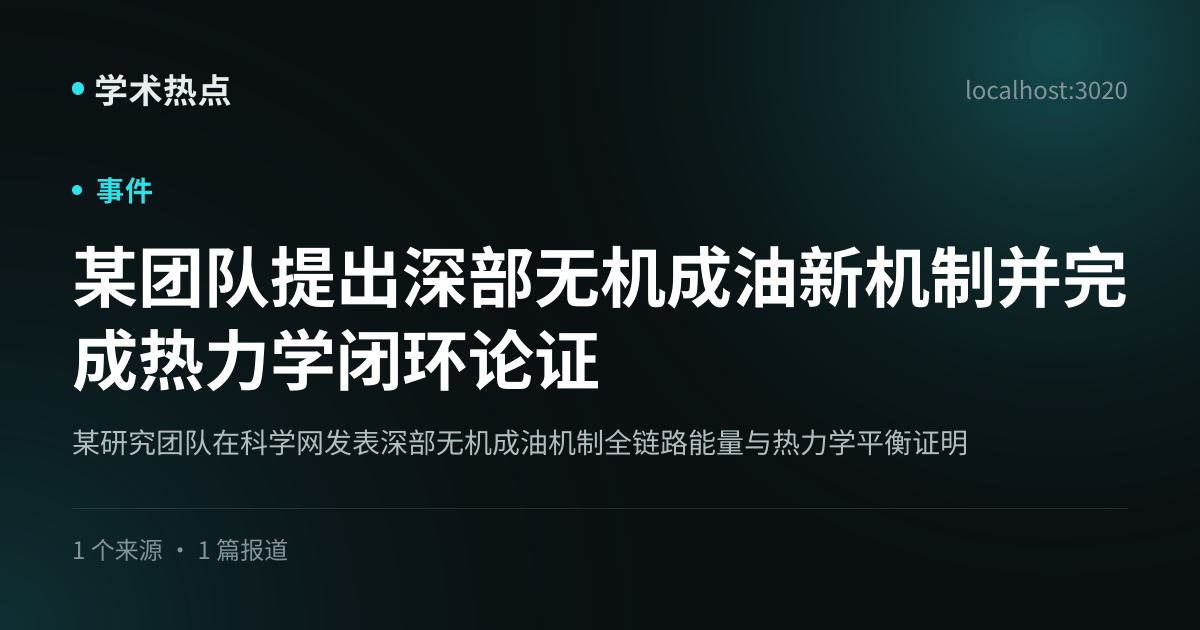 学术热点
localhost:3020
事件
某团队提出深部无机成油新机制并完
成热力学闭环论证
某研究团队在科学网发表深部无机成油机制全链路能量与热力学平衡证明
1 个来源 · 1 篇报道